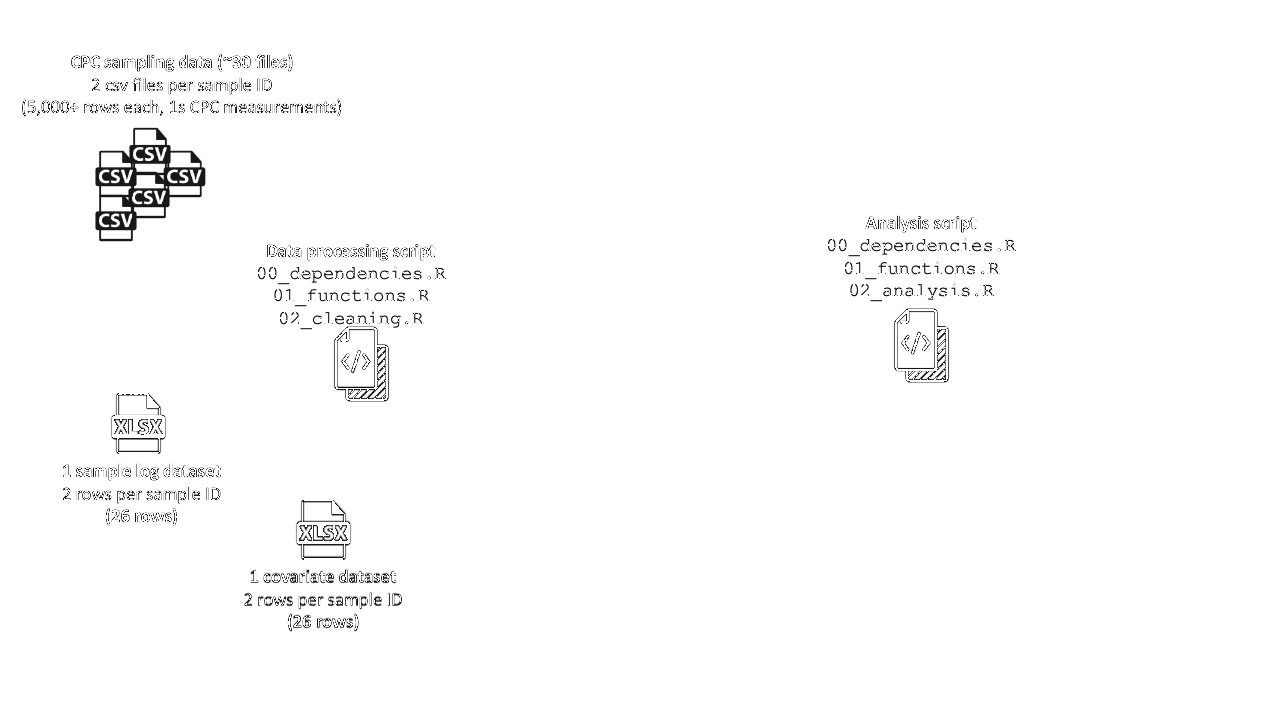 CPC sampling data (~30 files)
2 csv files per sample ID
(5,000+ rows each, 1s CPC measurements)
CSV
CSV
CSV
CSV
CSV
Data processing script
00_dependencies.R
01_functions.R
02_cleaning.R
</>
XLSX
1 sample log dataset
2 rows per sample ID
(26 rows)
XLSX
1 covariate dataset
2 rows per sample ID
(26 rows)
Analysis script
00_dependencies.R
01_functions.R
02_analysis.R
</>